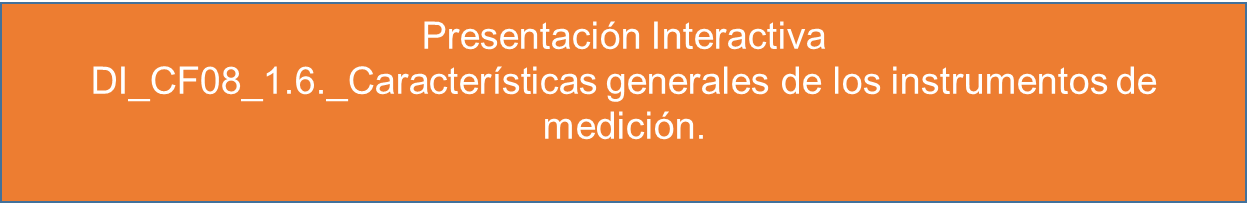 Presentación Interactiva
DI_CF08_1.6._Características generales de los instrumentos de
medición.